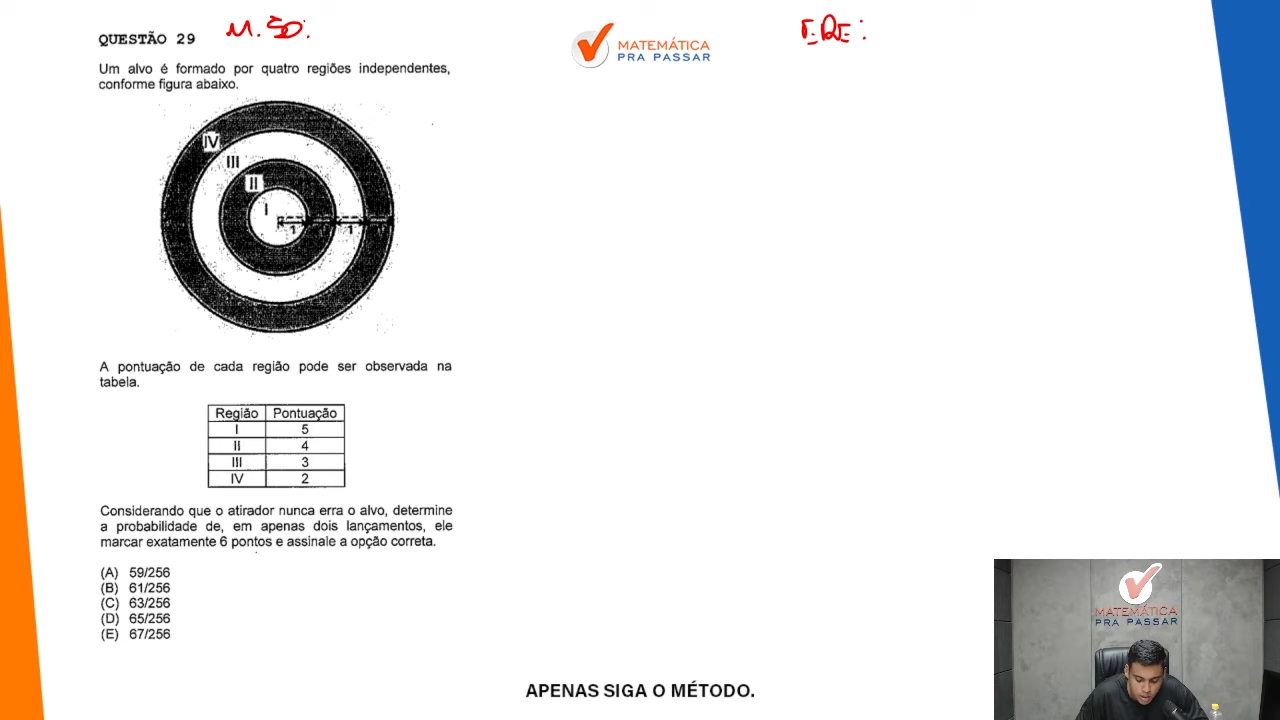 QUESTÃO 29
M. SD:
Um alvo é formado por quatro regiões independentes,
conforme figura abaixo.
IV
III
II
I
1
1
A pontuação de cada região pode ser observada na
tabela.
Região Pontuação
I 5
II 4
III 3
IV 2
Considerando que o atirador nunca erra o alvo, determine
a probabilidade de, em apenas dois lançamentos, ele
marcar exatamente 6 pontos e assinale a opção correta.
(A) 59/256
(B) 61/256
(C) 63/256
(D) 65/256
(E) 67/256
MATEMÁTICA
PRA PASSAR
APENAS SIGA O MÉTODO.
MATEMÁTICA
PRA PASSAR